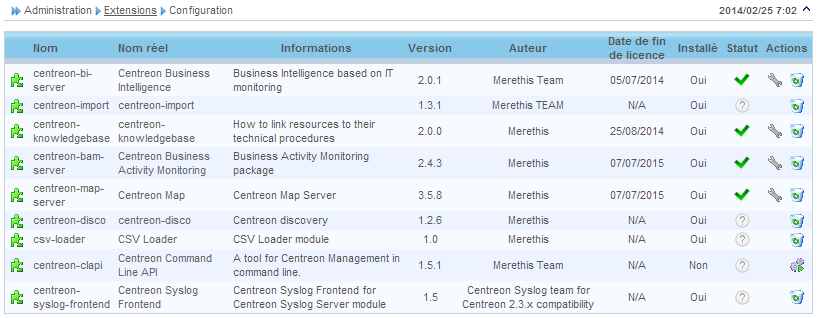 Administration Extensions Configuration 2014/02/25 7:02
Nom Nom réel Informations Version Auteur Date de fin de licence Installé Statut Actions
centreon-bi-server Centreon Business Intelligence Business Intelligence based on IT monitoring 2.0.1 Merethis Team 05/07/2014 Oui
centreon-import centreon-import 1.3.1 Merethis TEAM N/A Oui ?
centreon-knowledgebase centreon-knowledgebase How to link resources to their technical procedures 2.0.0 Merethis 25/08/2014 Oui
centreon-bam-server Centreon Business Activity Monitoring Business Activity Monitoring package 2.4.3 Merethis 07/07/2015 Oui
centreon-map-server Centreon Map Centreon Map Server 3.5.8 Merethis 07/07/2015 Oui
centreon-disco centreon-disco Centreon discovery 1.2.6 Merethis N/A Oui ?
csv-loader CSV Loader CSV Loader module 1.0 Merethis N/A Oui ?
centreon-clapi Centreon Command Line API A tool for Centreon Management in command line. 1.5.1 Merethis Team N/A Non ?
centreon-syslog-frontend Centreon Syslog Frontend Centreon Syslog Frontend for Centreon Syslog Server module 1.5 Centreon Syslog team for Centreon 2.3.x compatibility N/A Oui ?